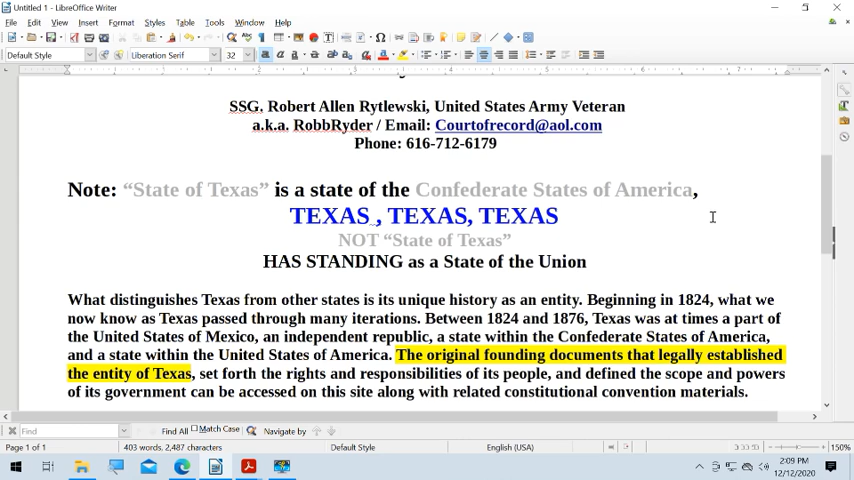 Untitled 1 - LibreOffice Writer
File Edit View Insert Format Styles Table Tools Window Help
Default Style Liberation Serif 32
SSG. Robert Allen Rytlewski, United States Army Veteran
a.k.a. RobbRyder / Email: Courtofrecord@aol.com
Phone: 616-712-6179
Note: “State of Texas” is a state of the Confederate States of America,
TEXAS , TEXAS, TEXAS
NOT “State of Texas”
HAS STANDING as a State of the Union
What distinguishes Texas from other states is its unique history as an entity. Beginning in 1824, what we
now know as Texas passed through many iterations. Between 1824 and 1876, Texas was at times a part of
the United States of Mexico, an independent republic, a state within the Confederate States of America,
and a state within the United States of America. The original founding documents that legally established
the entity of Texas, set forth the rights and responsibilities of its people, and defined the scope and powers
of its government can be accessed on this site along with related constitutional convention materials.
Find Find All Match Case Navigate by
Page 1 of 1 403 words, 2,487 characters Default Style English (USA) 150%
2:09 PM
12/12/2020